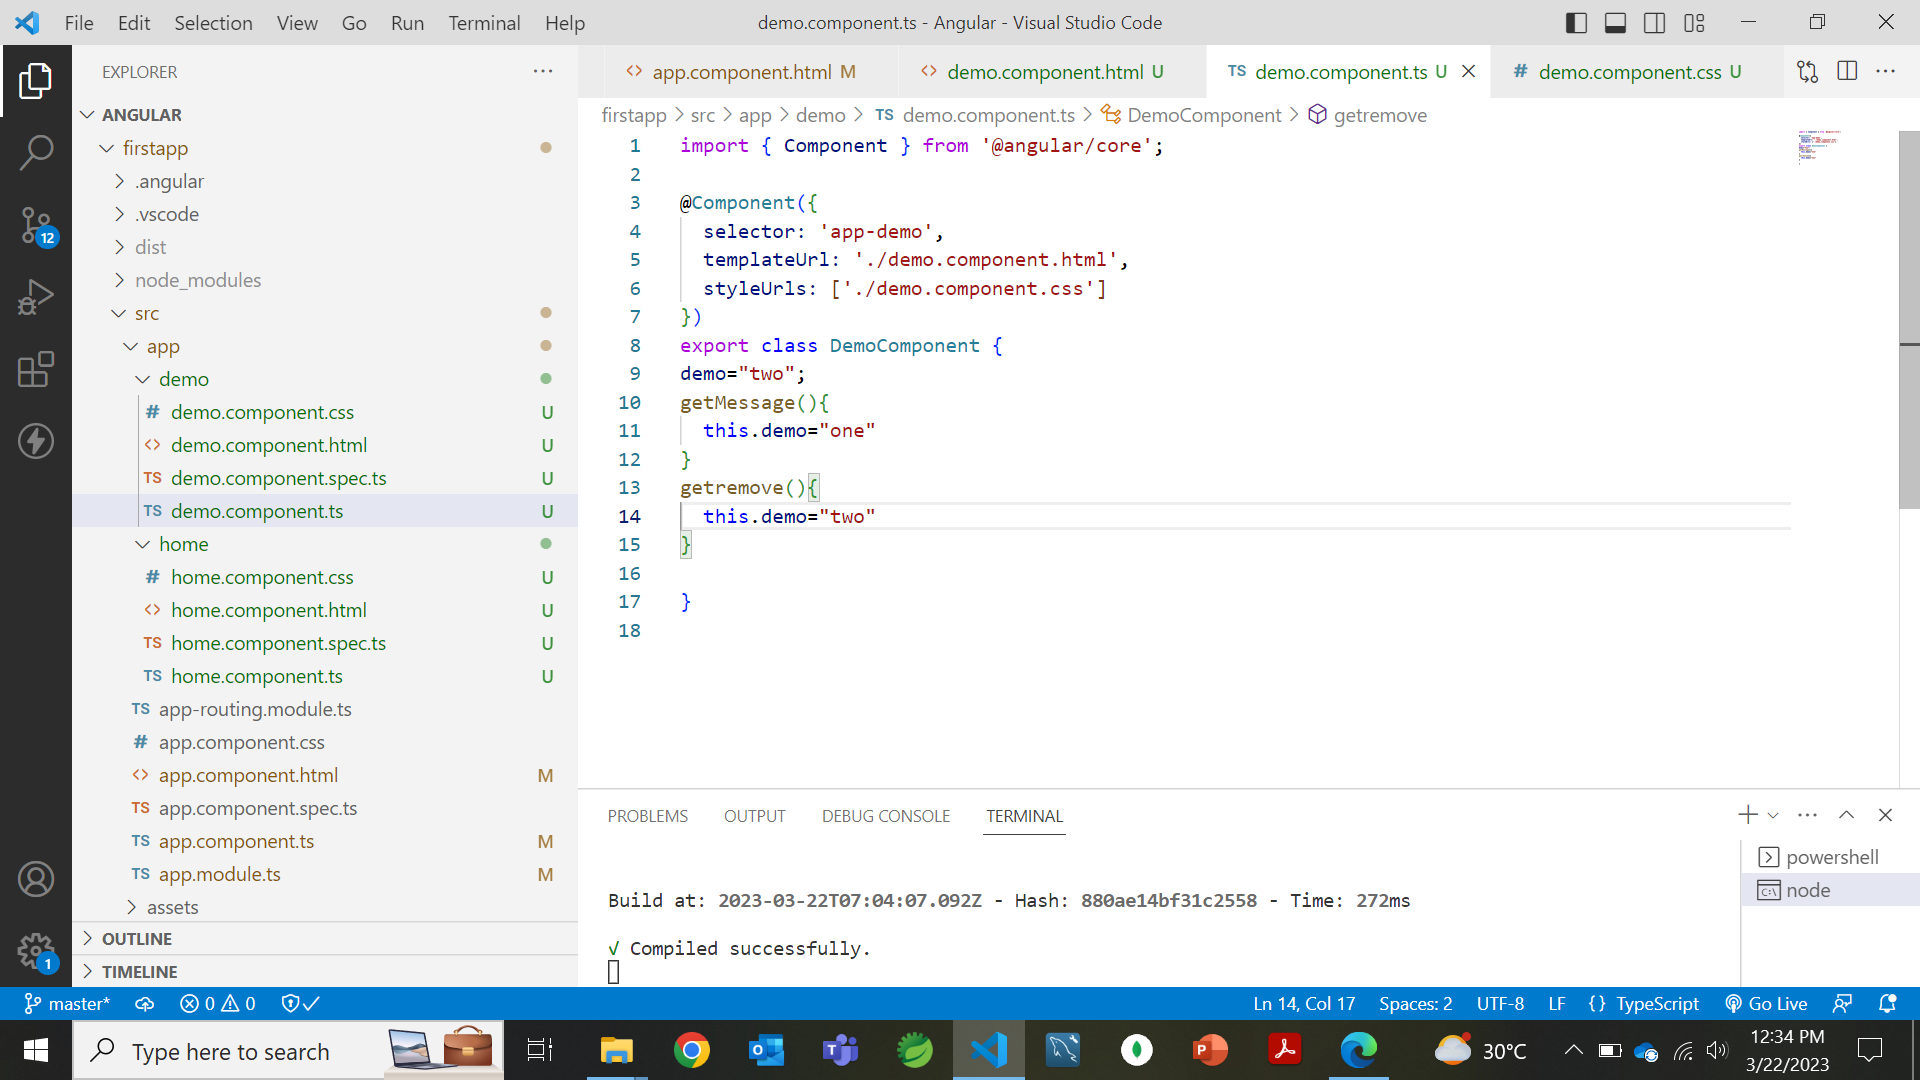 File Edit Selection View Go Run Terminal Help
demo.component.ts - Angular - Visual Studio Code
EXPLORER
ANGULAR
firstapp
.angular
.vscode
dist
node_modules
src
app
demo
# demo.component.css U
<> demo.component.html U
TS demo.component.spec.ts U
TS demo.component.ts U
home
# home.component.css U
<> home.component.html U
TS home.component.spec.ts U
TS home.component.ts U
TS app-routing.module.ts
# app.component.css
<> app.component.html M
TS app.component.spec.ts
TS app.component.ts M
TS app.module.ts M
assets
OUTLINE
TIMELINE
12
1
<> app.component.html M
<> demo.component.html U
TS demo.component.ts U
# demo.component.css U
firstapp > src > app > demo > TS demo.component.ts > DemoComponent > getremove
1 import { Component } from '@angular/core';
2
3 @Component({
4 selector: 'app-demo',
5 templateUrl: './demo.component.html',
6 styleUrls: ['./demo.component.css']
7 })
8 export class DemoComponent {
9 demo="two";
10 getMessage(){
11 this.demo="one"
12 }
13 getremove(){
14 this.demo="two"
15 }
16
17 }
18
PROBLEMS OUTPUT DEBUG CONSOLE TERMINAL
Build at: 2023-03-22T07:04:07.092Z - Hash: 880ae14bf31c2558 - Time: 272ms
√ Compiled successfully.
powershell
node
master* 0 0
Ln 14, Col 17 Spaces: 2 UTF-8 LF {} TypeScript Go Live
Type here to search
30°C
12:34 PM
3/22/2023